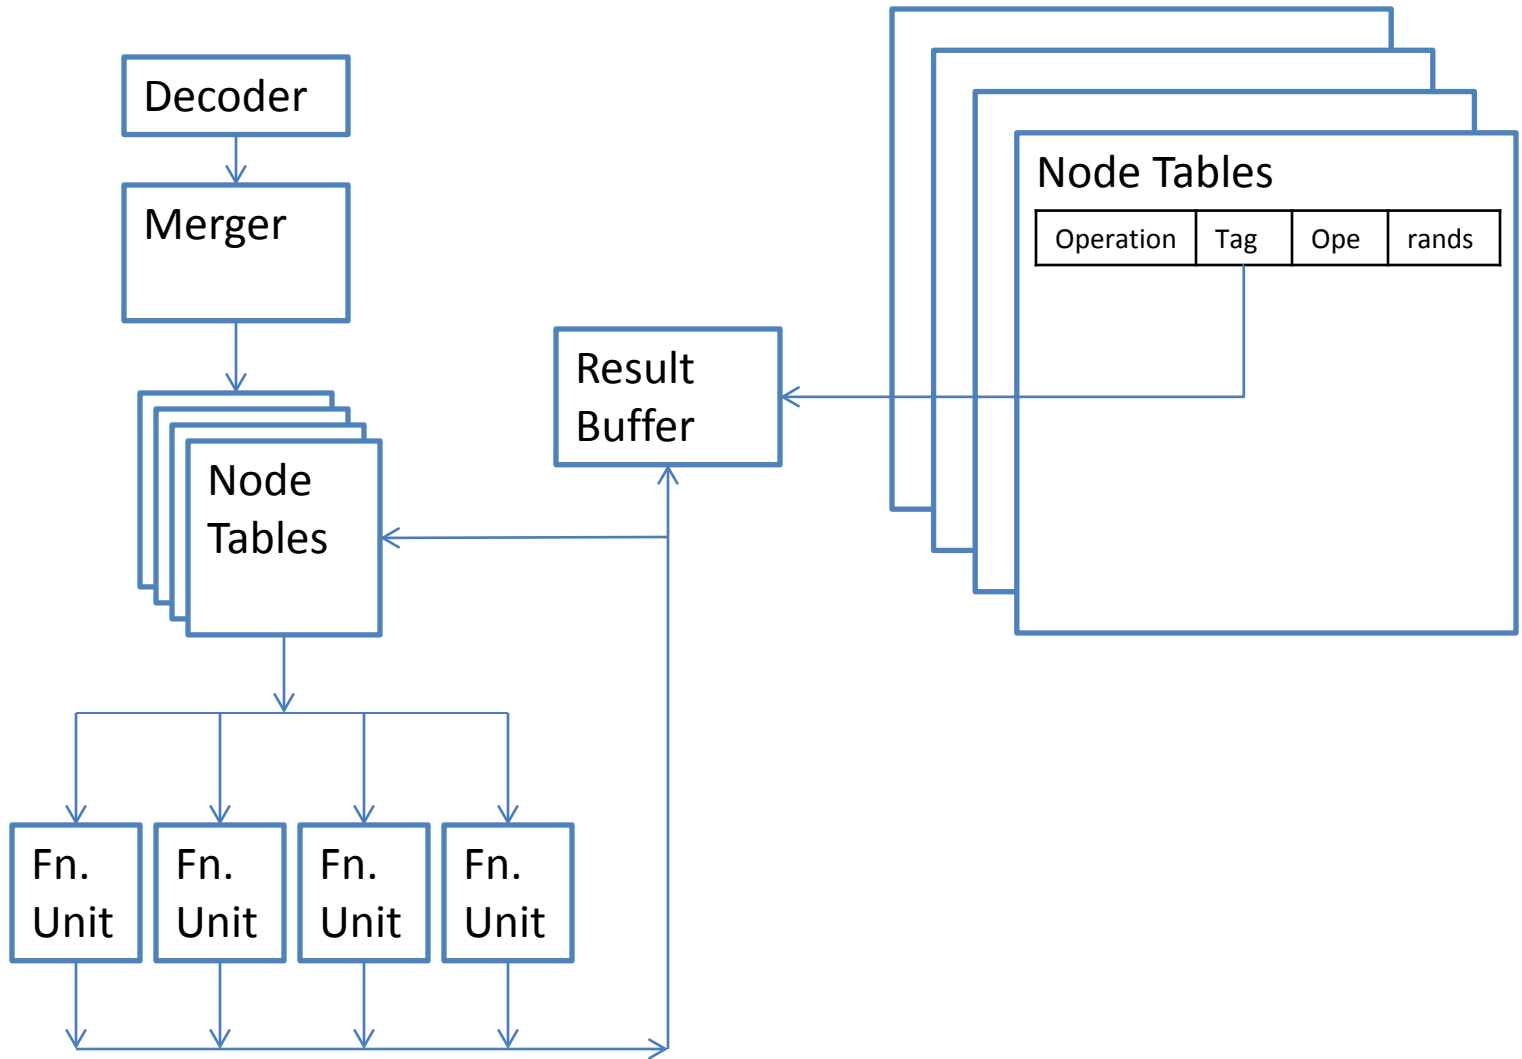 Decoder
Merger
Node
Tables
Fn.
Unit
Fn.
Unit
Fn.
Unit
Fn.
Unit
Result
Buffer
Node Tables
Operation Tag Ope rands